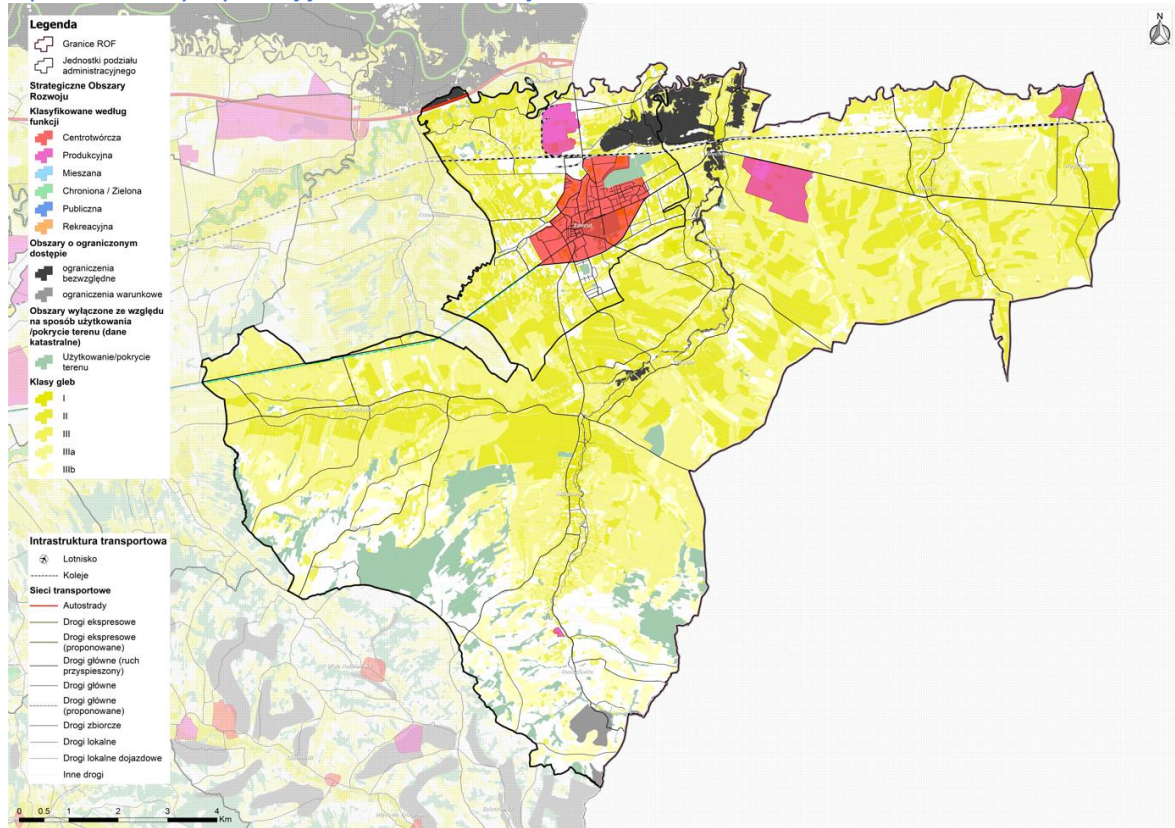 Legenda
Granice ROF
Jednostki podziału
administracyjnego
Strategiczne Obszary
Rozwoju
Klasyfikowane według
funkcji
Centrotwórcza
Produkcyjna
Mieszana
Chroniona / Zielona
Publiczna
Rekreacyjna
Obszary o ograniczonym
dostępie
ograniczenia
bezwzględne
ograniczenia warunkowe
Obszary wyłączone ze względu
na sposób użytkowania
/pokrycie terenu (dane
katastralne)
Użytkowanie/pokrycie
terenu
Klasy gleb
I
II
III
IIIa
IIIb
Intrastruktura transportowa
Lotnisko
Koleje
Sieci transportowe
Autostrady
Drogi ekspresowe
Drogi ekspresowe
(proponowane)
Drogi główne (ruch
przyspieszony)
Drogi główne
Drogi główne
(proponowane)
Drogi zbiorcze
Drogi lokalne
Drogi lokalne dojazdowe
Inne drogi
0 0.5 1 2 3 4
Km
N